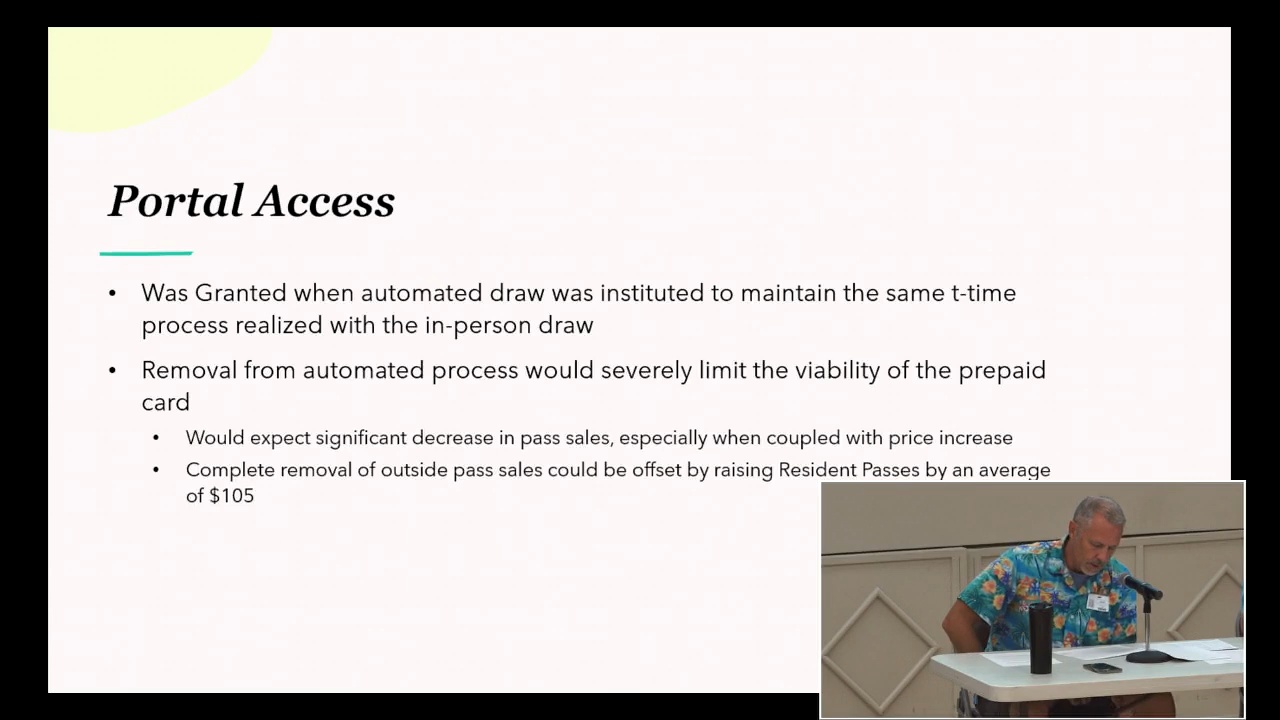 Portal Access
• Was Granted when automated draw was instituted to maintain the same t-time
process realized with the in-person draw
• Removal from automated process would severely limit the viability of the prepaid
card
• Would expect significant decrease in pass sales, especially when coupled with price increase
• Complete removal of outside pass sales could be offset by raising Resident Passes by an average
of $105